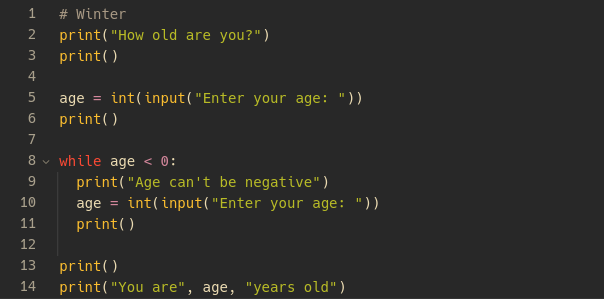 1 # Winter
2 print("How old are you?")
3 print()
4
5 age = int(input("Enter your age: "))
6 print()
7
8 while age < 0:
9   print("Age can't be negative")
10   age = int(input("Enter your age: "))
11   print()
12
13 print()
14 print("You are", age, "years old")